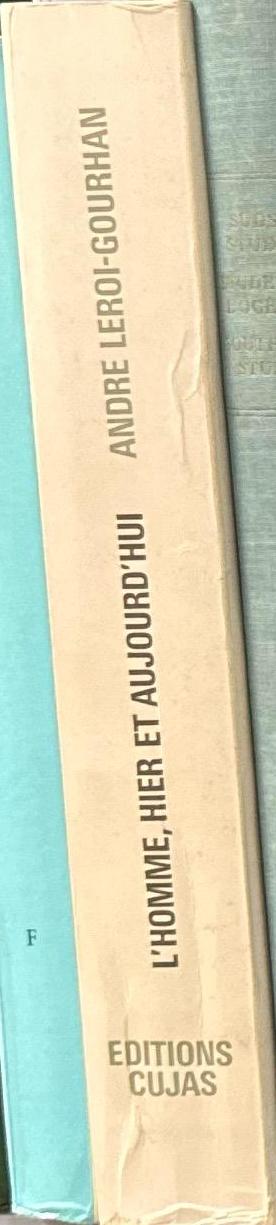 F
ANDRE LEROI-GOURHAN
L'HOMME, HIER ET AUJOURD'HUI
EDITIONS
CUJAS